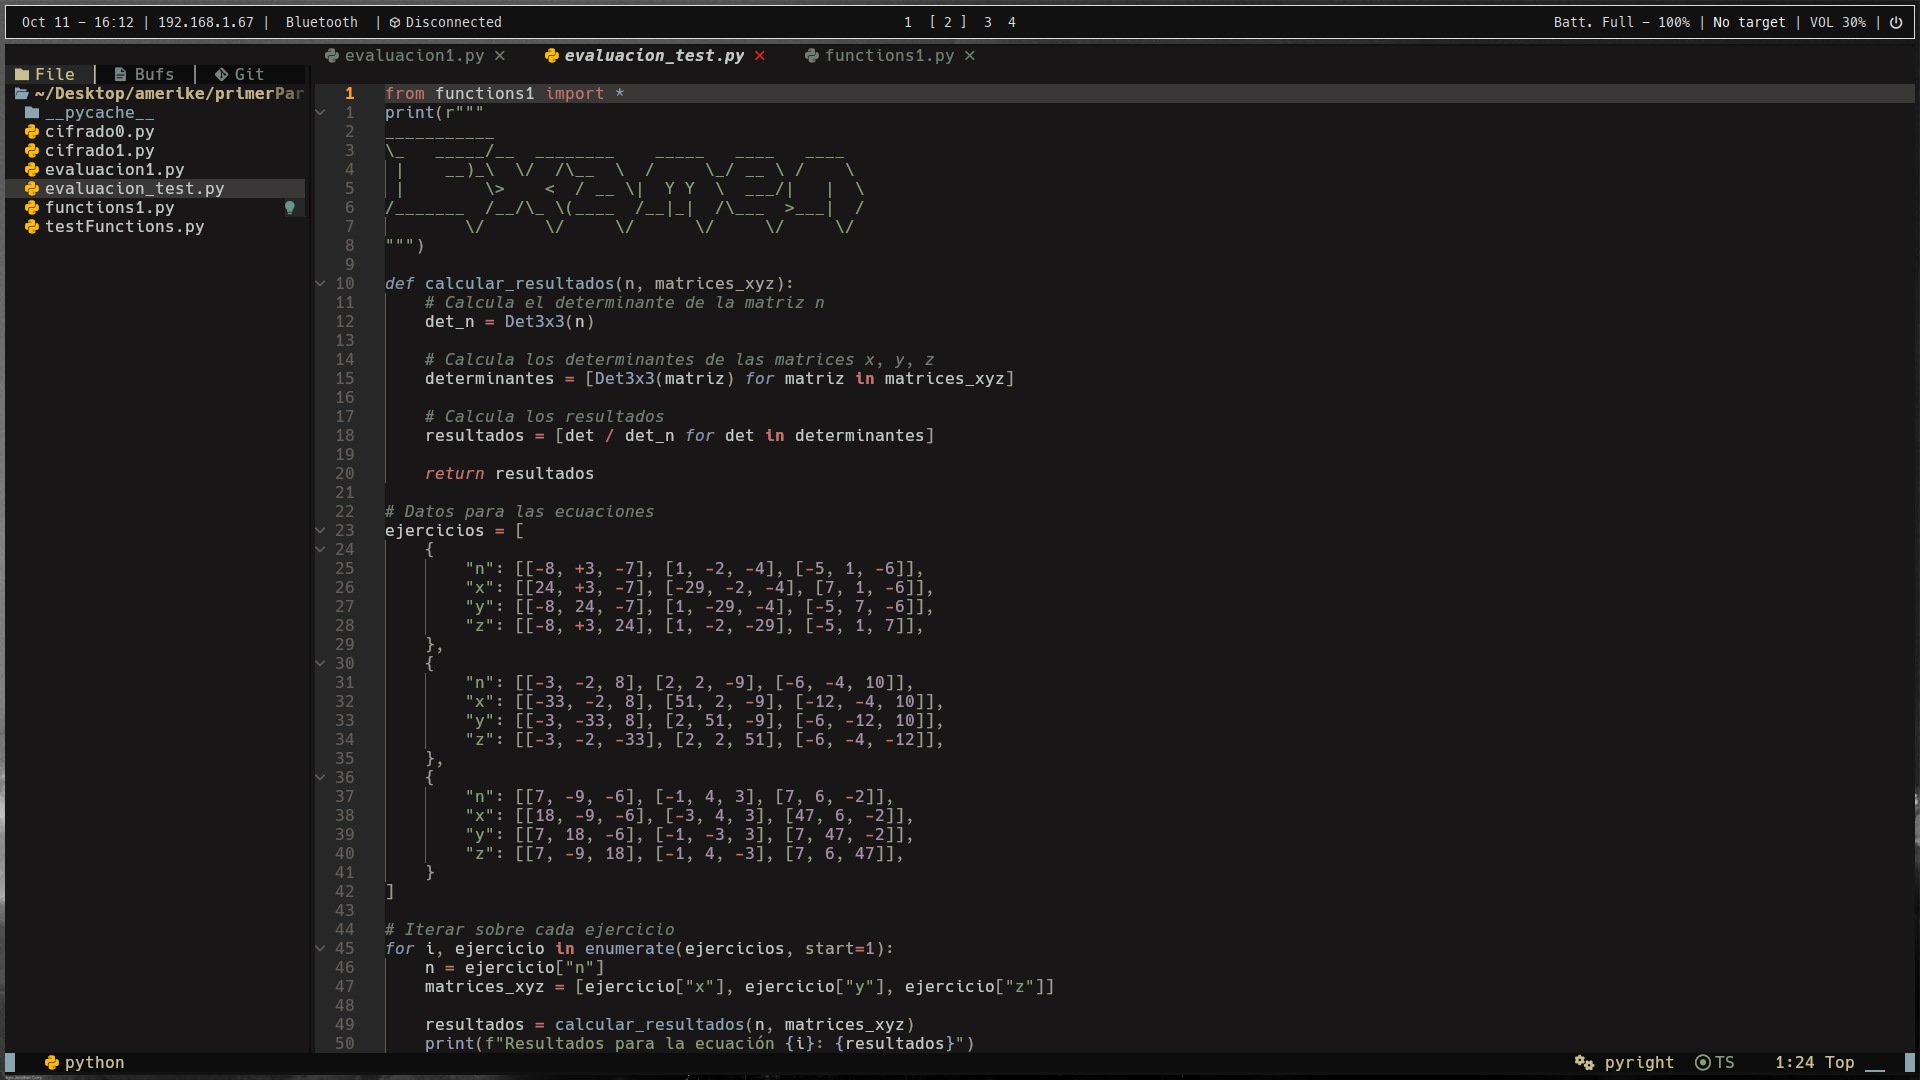 Oct 11 - 16:12 | 192.168.1.67 | Bluetooth | Disconnected 1 [ 2 ] 3 4 Batt. Full - 100% | No target | VOL 30% |
evaluacion1.py × evaluacion_test.py × functions1.py ×
File | Bufs | Git
~/Desktop/amerike/primerPar
__pycache__
cifrado0.py
cifrado1.py
evaluacion1.py
evaluacion_test.py
functions1.py
testFunctions.py
1 from functions1 import *
1 print(r"""
2 ___________
3 \_   _____/__  ________    _____   ____   ____
4  |    __)_\  \/  /\__  \  /     \_/ __ \ /    \
5  |        \>    <  / __ \|  Y Y  \  ___/|   |  \
6 /_______  /__/\_ \(____  /__|_|  /\___  >___|  /
7         \/      \/     \/      \/     \/     \/
8 """)
9
10 def calcular_resultados(n, matrices_xyz):
11     # Calcula el determinante de la matriz n
12     det_n = Det3x3(n)
13
14     # Calcula los determinantes de las matrices x, y, z
15     determinantes = [Det3x3(matriz) for matriz in matrices_xyz]
16
17     # Calcula los resultados
18     resultados = [det / det_n for det in determinantes]
19
20     return resultados
21
22 # Datos para las ecuaciones
23 ejercicios = [
24     {
25         "n": [[-8, +3, -7], [1, -2, -4], [-5, 1, -6]],
26         "x": [[24, +3, -7], [-29, -2, -4], [7, 1, -6]],
27         "y": [[-8, 24, -7], [1, -29, -4], [-5, 7, -6]],
28         "z": [[-8, +3, 24], [1, -2, -29], [-5, 1, 7]],
29     },
30     {
31         "n": [[-3, -2, 8], [2, 2, -9], [-6, -4, 10]],
32         "x": [[-33, -2, 8], [51, 2, -9], [-12, -4, 10]],
33         "y": [[-3, -33, 8], [2, 51, -9], [-6, -12, 10]],
34         "z": [[-3, -2, -33], [2, 2, 51], [-6, -4, -12]],
35     },
36     {
37         "n": [[7, -9, -6], [-1, 4, 3], [7, 6, -2]],
38         "x": [[18, -9, -6], [-3, 4, 3], [47, 6, -2]],
39         "y": [[7, 18, -6], [-1, -3, 3], [7, 47, -2]],
40         "z": [[7, -9, 18], [-1, 4, -3], [7, 6, 47]],
41     }
42 ]
43
44 # Iterar sobre cada ejercicio
45 for i, ejercicio in enumerate(ejercicios, start=1):
46     n = ejercicio["n"]
47     matrices_xyz = [ejercicio["x"], ejercicio["y"], ejercicio["z"]]
48
49     resultados = calcular_resultados(n, matrices_xyz)
50     print(f"Resultados para la ecuación {i}: {resultados}")
python pyright TS 1:24 Top __